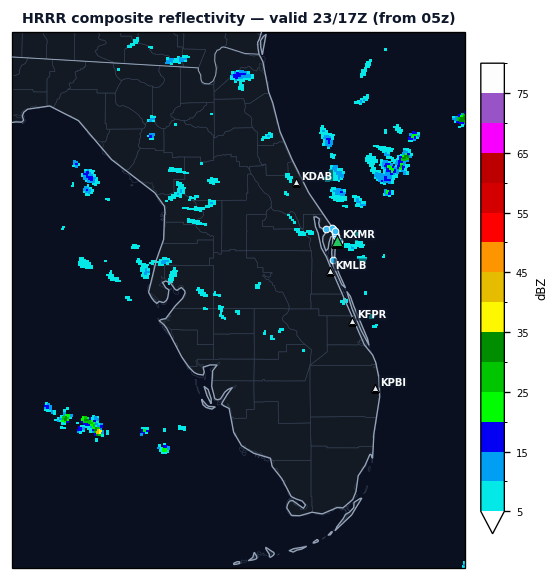 HRRR composite reflectivity — valid 23/17Z (from 05z)
KDAB
KXMR
KMLB
KFPR
KPBI
75
65
55
45
35
25
15
5
dBZ